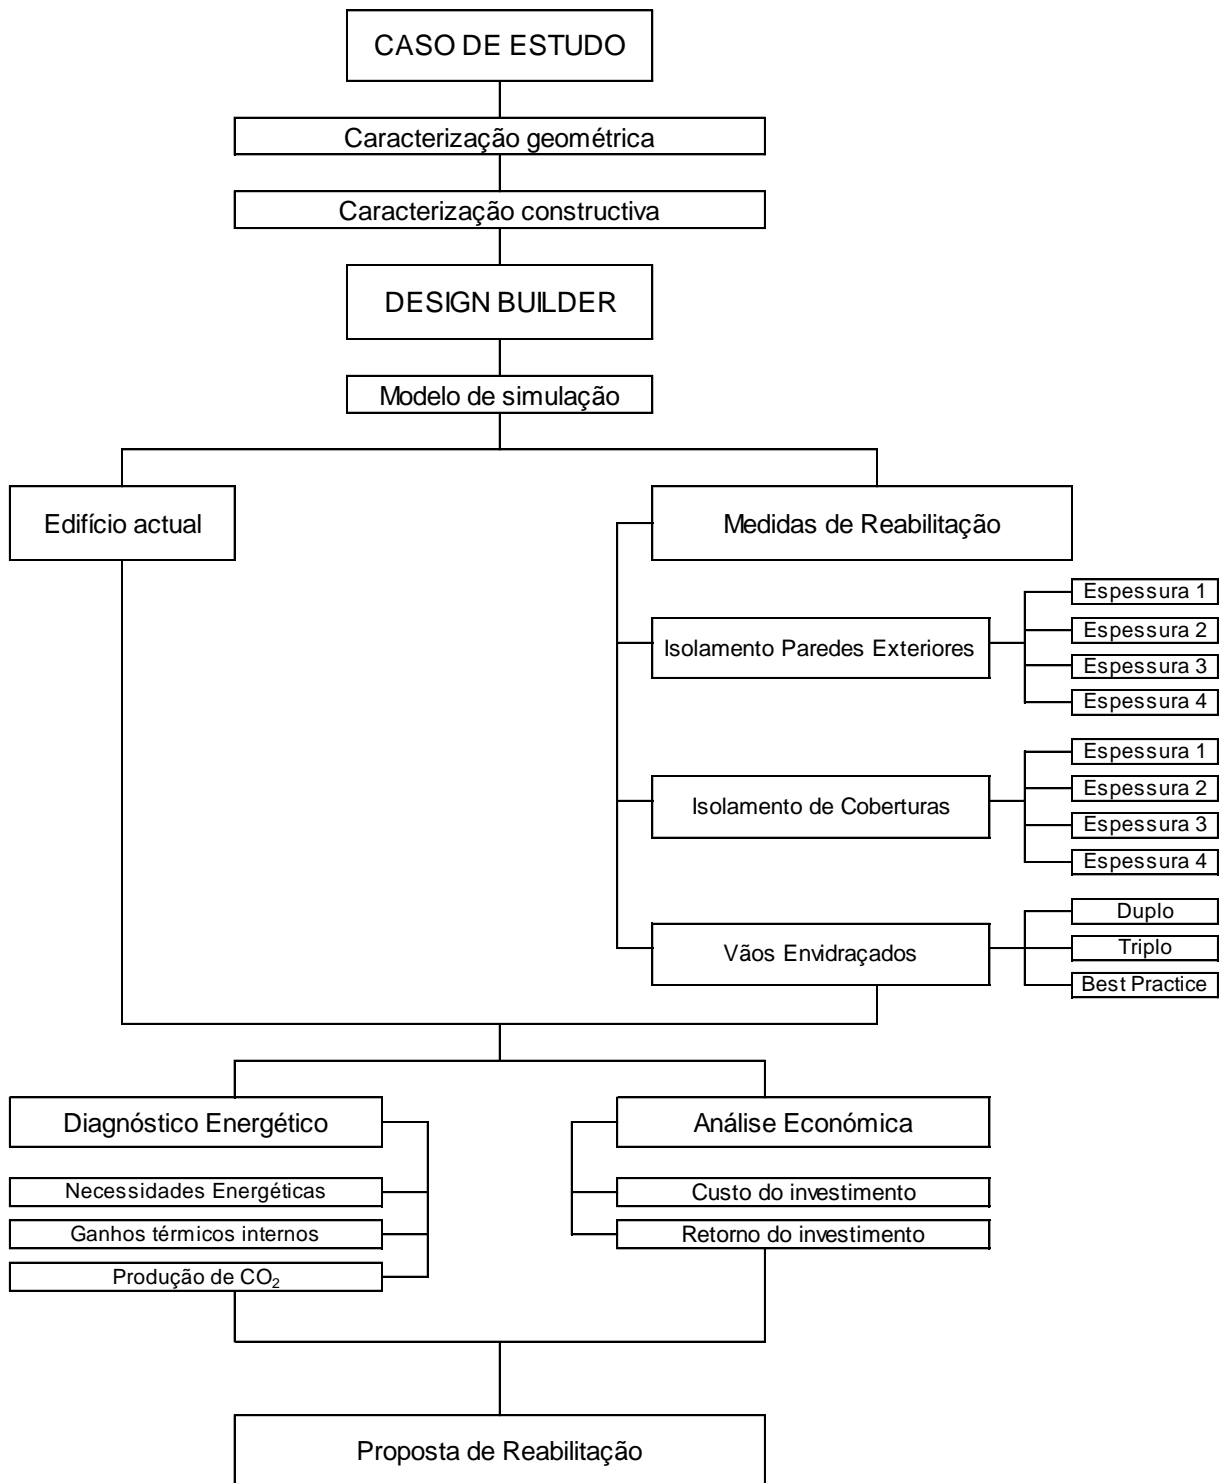 CASO DE ESTUDO
Caracterização geométrica
Caracterização constructiva
DESIGN BUILDER
Modelo de simulação
Edifício actual
Medidas de Reabilitação
Isolamento Paredes Exteriores
Espessura 1
Espessura 2
Espessura 3
Espessura 4
Isolamento de Coberturas
Espessura 1
Espessura 2
Espessura 3
Espessura 4
Vãos Envidraçados
Duplo
Triplo
Best Practice
Diagnóstico Energético
Necessidades Energéticas
Ganhos térmicos internos
Produção de CO₂
Análise Económica
Custo do investimento
Retorno do investimento
Proposta de Reabilitação